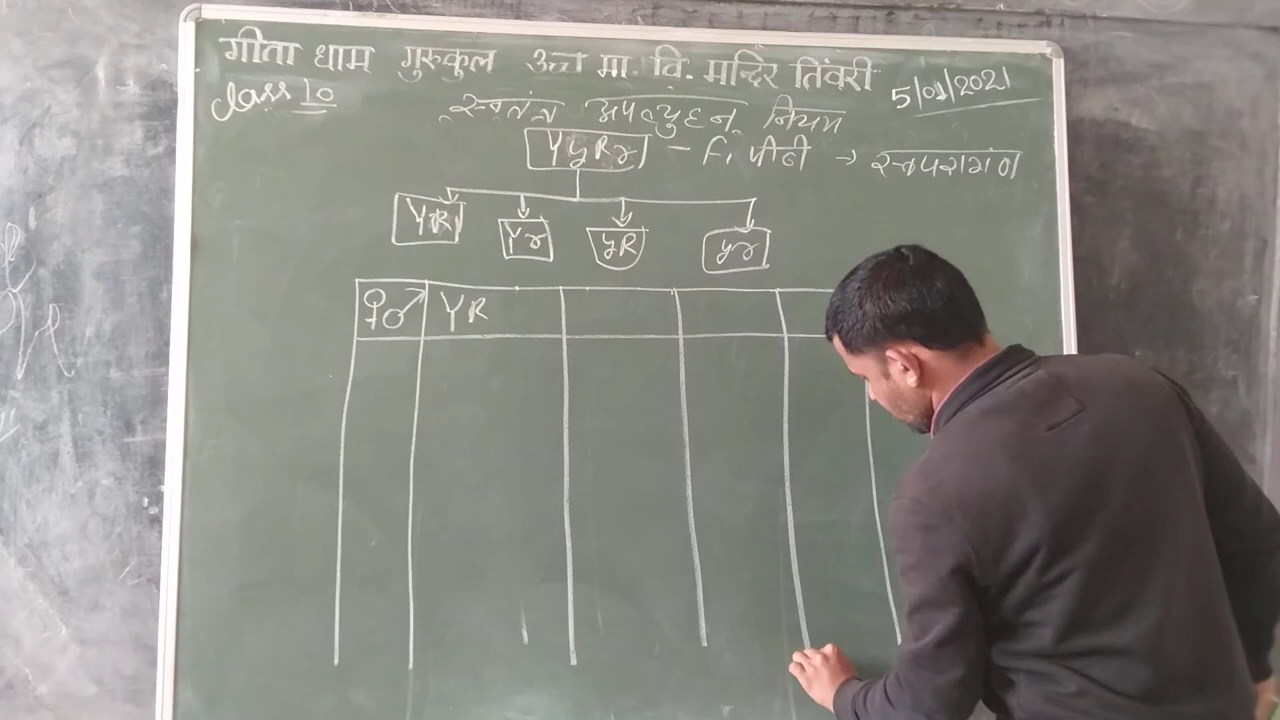 गीता धाम गुरुकुल उच्च मा. वि. मन्दिर तिंवरी
Class 10 5/01/2021
स्वतंत्र अपव्युहन नियम
YyRr - F1 पीढी → स्वपरागंण
YR Yr yR yr
♀♂ YR